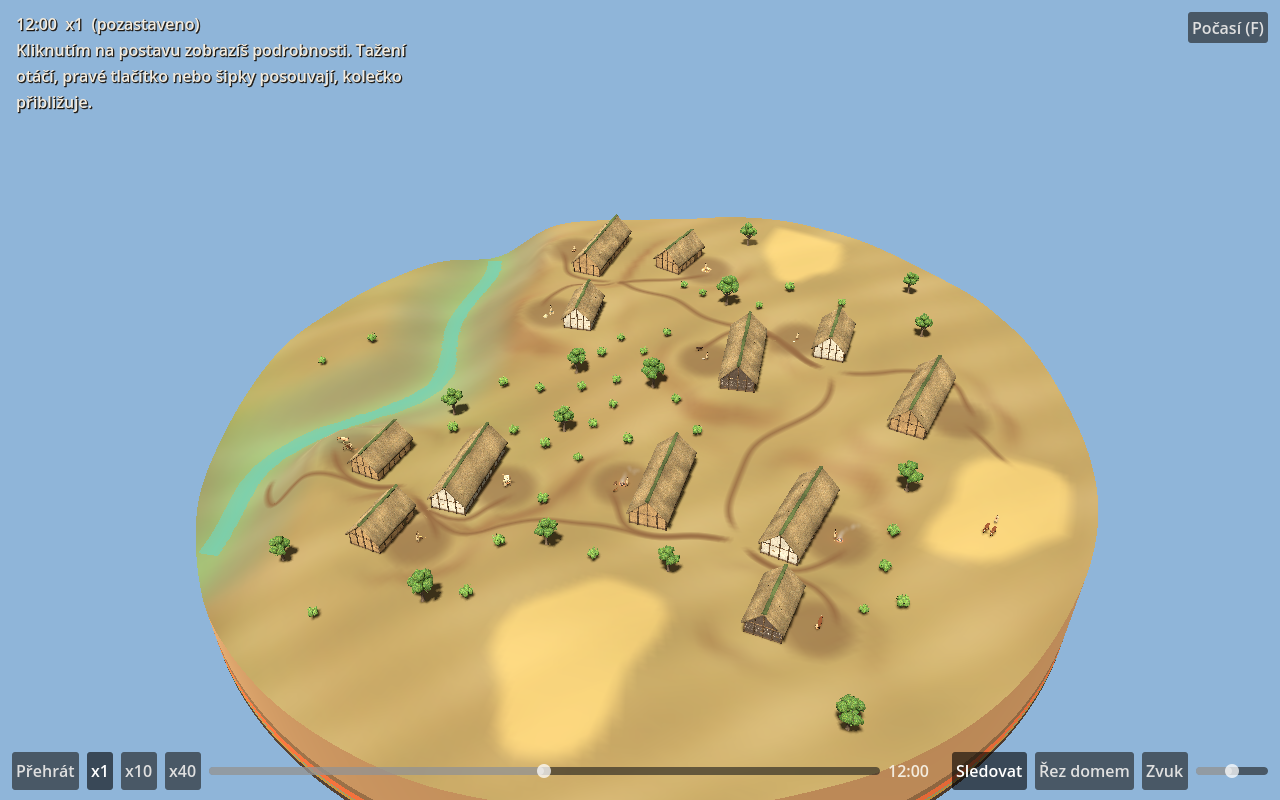 12:00 x1 (pozastaveno)
Počasí (F)
Kliknutím na postavu zobrazíš podrobnosti. Tažení
otáčí, pravé tlačítko nebo šipky posouvají, kolečko
přibližuje.
Přehrát x1 x10 x40 12:00 Sledovat Řez domem Zvuk